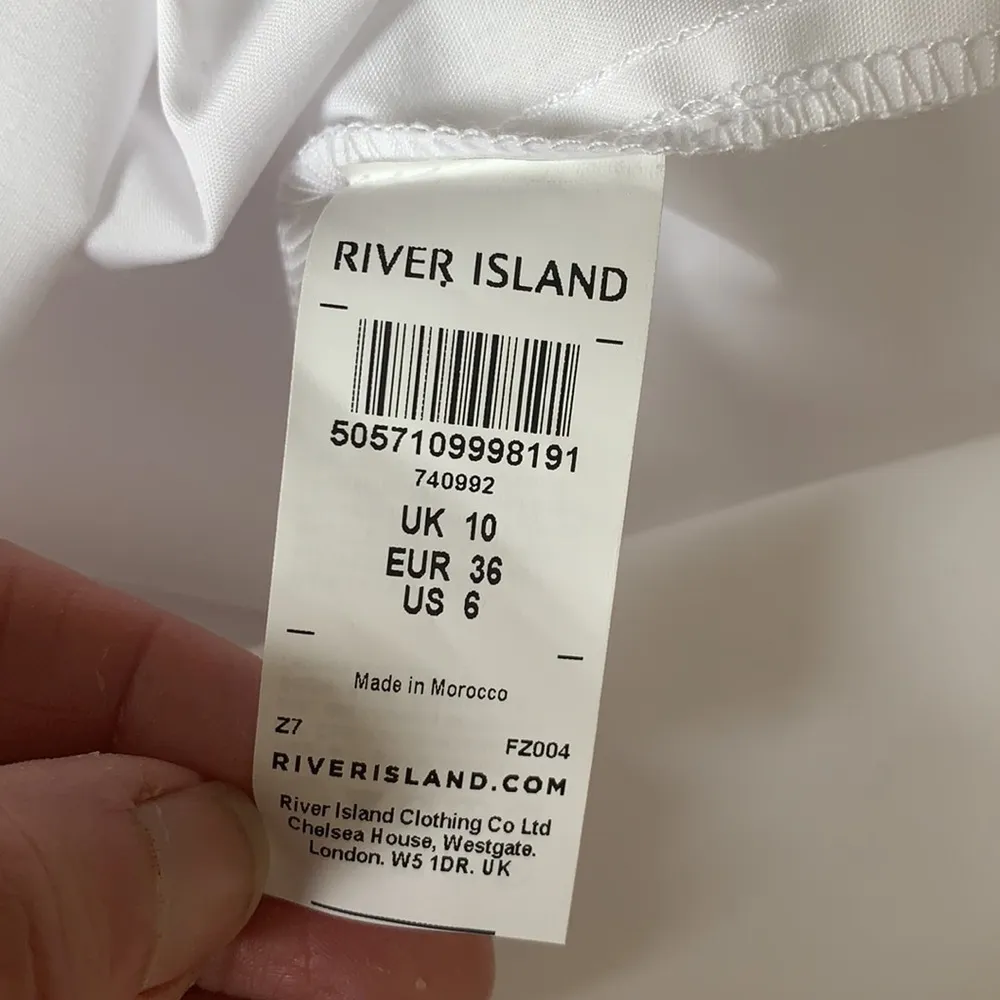 RIVER ISLAND
5057109998191
740992
UK 10
EUR 36
US 6
Made in Morocco
Z7
FZ004
RIVERISLAND.COM
River Island Clothing Co Ltd
Chelsea House, Westgate.
London. W5 1DR. UK